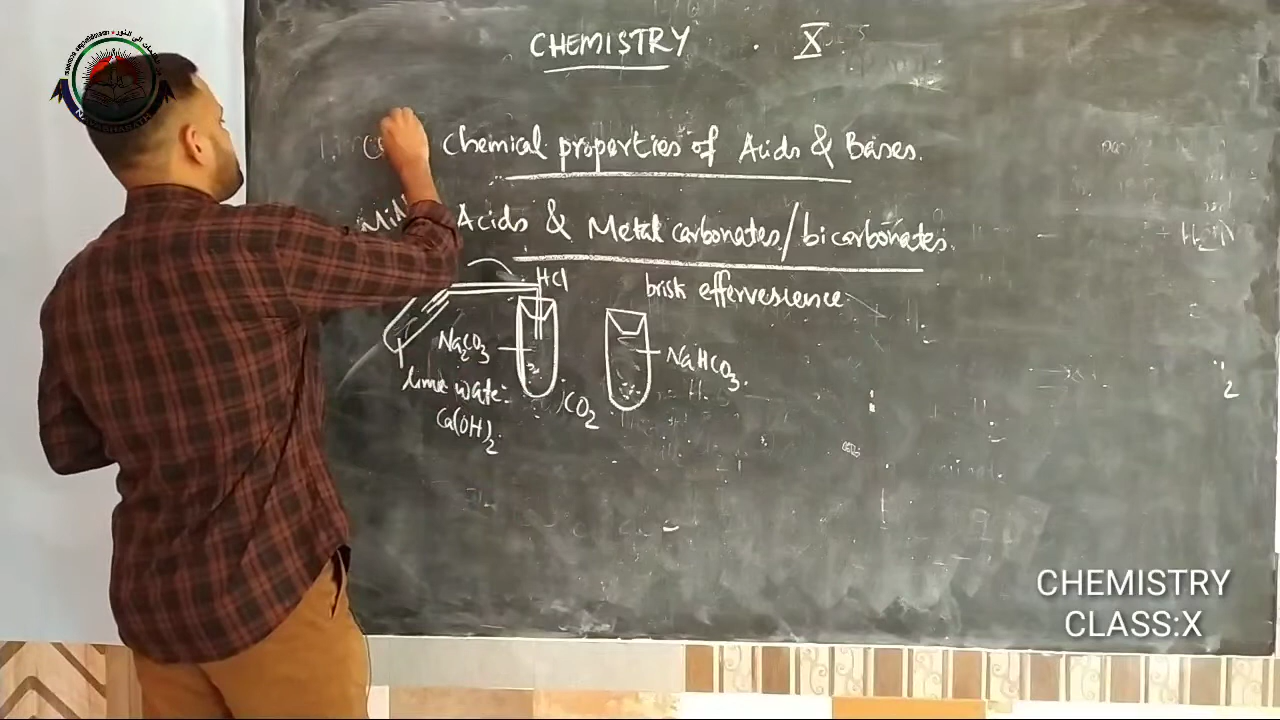 CHEMISTRY . X
Chemical properties of Acids & Bases.
Acids & Metal carbonates/bicarbonates.
HCl
brisk effervescence
Na2CO3
NaHCO3.
lime water
CO2
Ca(OH)2
CHEMISTRY
CLASS:X